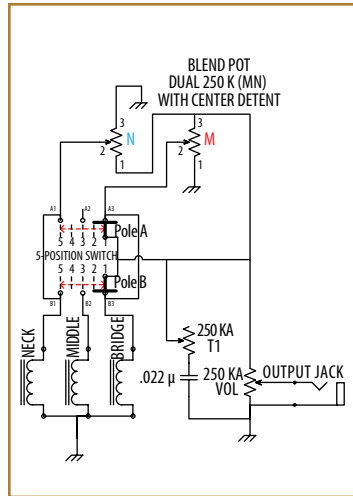 BLEND POT
DUAL 250 K (MN)
WITH CENTER DETENT
3
N
2
1
3
M
2
1
A1 A2 A3
5 4 3 2 1
Pole A
5-POSITION SWITCH
5 4 3 2 1
Pole B
B1 B2 B3
NECK
MIDDLE
BRIDGE
250 KA
T1
.022 µ
250 KA
VOL
OUTPUT JACK